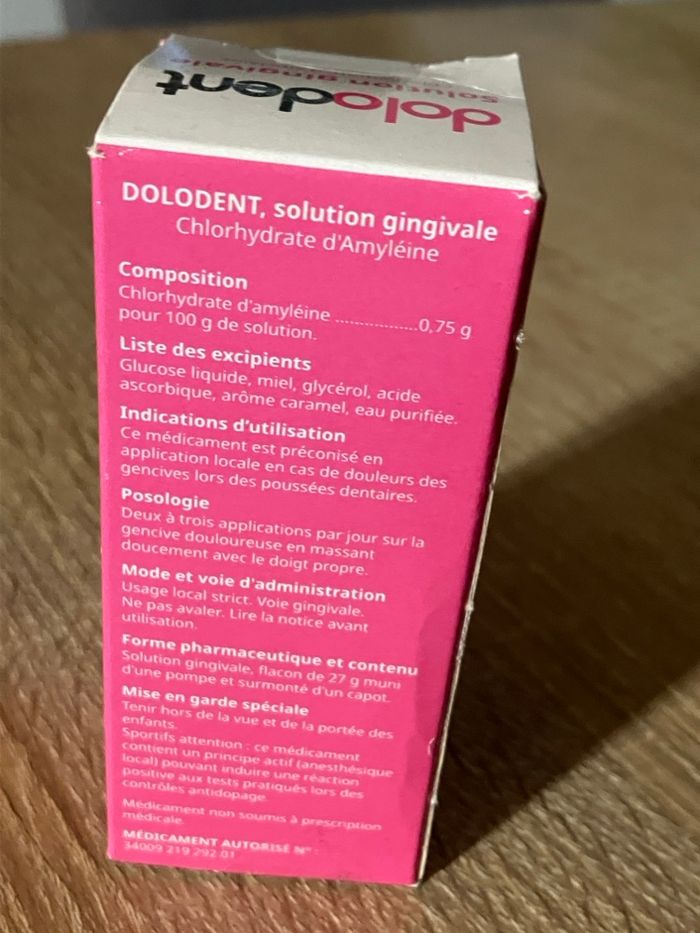 dolodent
solution gingivale
DOLODENT, solution gingivale
Chlorhydrate d'Amyléine
Composition
Chlorhydrate d'amyléine ..................0,75 g
pour 100 g de solution.
Liste des excipients
Glucose liquide, miel, glycérol, acide
ascorbique, arôme caramel, eau purifiée.
Indications d'utilisation
Ce médicament est préconisé en
application locale en cas de douleurs des
gencives lors des poussées dentaires.
Posologie
Deux à trois applications par jour sur la
gencive douloureuse en massant
doucement avec le doigt propre.
Mode et voie d'administration
Usage local strict. Voie gingivale.
Ne pas avaler. Lire la notice avant
utilisation.
Forme pharmaceutique et contenu
Solution gingivale, flacon de 27 g muni
d'une pompe et surmonté d'un capot.
Mise en garde spéciale
Tenir hors de la vue et de la portée des
enfants.
Sportifs attention : ce médicament
contient un principe actif (anesthésique
local) pouvant induire une réaction
positive aux tests pratiqués lors des
contrôles antidopage.
Médicament non soumis à prescription
médicale.
MÉDICAMENT AUTORISÉ N° :
34009 219 292 01